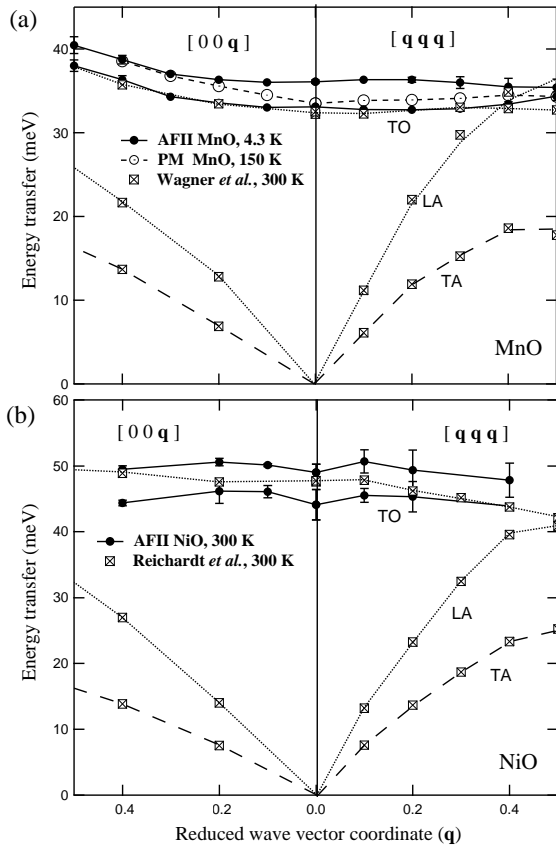 (a)
[ 0 0 q ]
[ q q q ]
40
30
20
10
0
Energy transfer (meV)
AFII MnO, 4.3 K
PM MnO, 150 K
Wagner et al., 300 K
TO
LA
TA
MnO
(b)
[ 0 0 q ]
[ q q q ]
60
50
40
30
20
10
0
Energy transfer (meV)
AFII NiO, 300 K
Reichardt et al., 300 K
TO
LA
TA
NiO
0.4 0.2 0.0 0.2 0.4
Reduced wave vector coordinate (q)